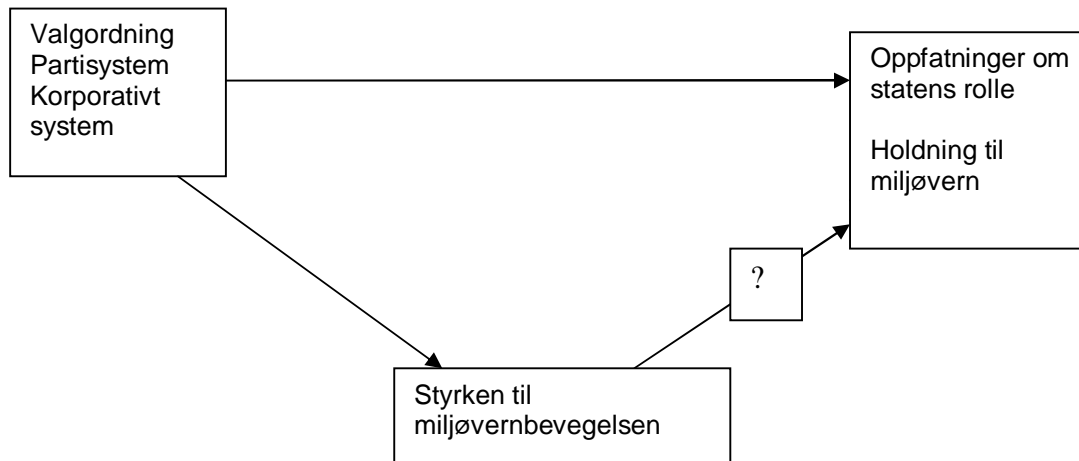 Valgordning
Partisystem
Korporativt
system
Oppfatninger om
statens rolle
Holdning til
miljøvern
?
Styrken til
miljøvernbevegelsen